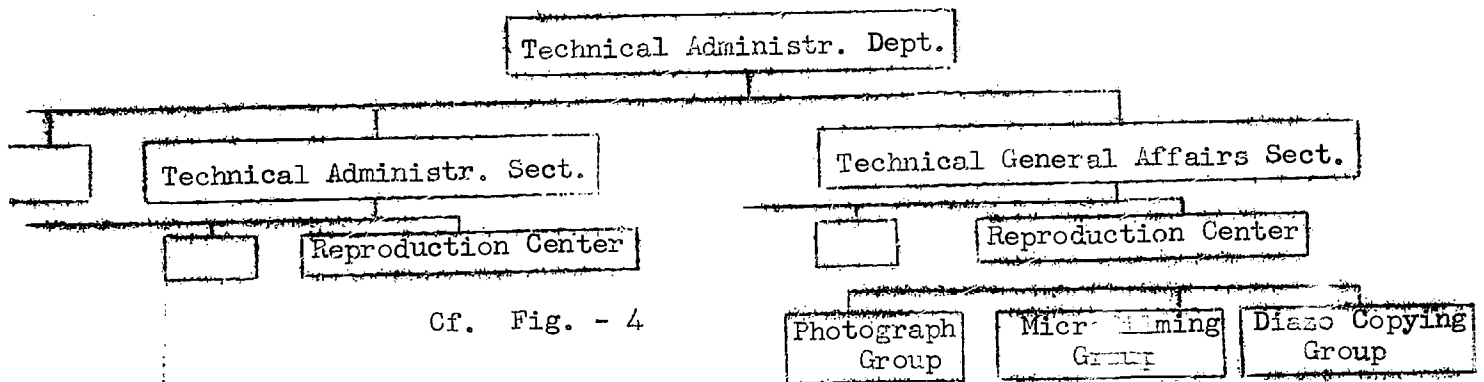 Technical Administr. Dept.
Technical Administr. Sect.
Technical General Affairs Sect.
Reproduction Center
Reproduction Center
Cf. Fig. - 4
Photograph
Group
Group
Diazo Copying
Group